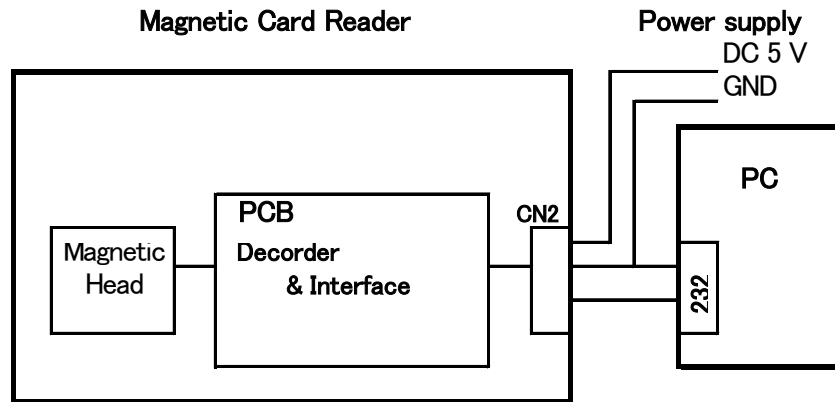 Magnetic Card Reader
Power supply
DC 5 V
GND
PC
PCB
CN2
Magnetic
Head
Decorder
& Interface
232